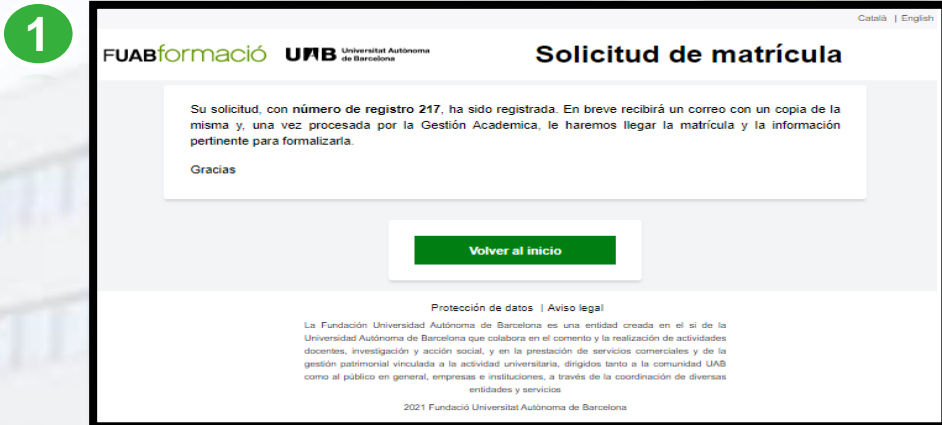 1
Català | English
FUABformació UAB Universitat Autònoma
de Barcelona
Solicitud de matrícula
Su solicitud, con número de registro 217, ha sido registrada. En breve recibirá un correo con un copia de la
misma y, una vez procesada por la Gestión Academica, le haremos llegar la matrícula y la información
pertinente para formalizarla.
Gracias
Volver al inicio
Protección de datos | Aviso legal
La Fundación Universidad Autónoma de Barcelona es una entidad creada en el si de la
Universidad Autónoma de Barcelona que colabora en el comento y la realización de actividades
docentes, investigación y acción social, y en la prestación de servicios comerciales y de la
gestión patrimonial vinculada a la actividad universitaria, dirigidos tanto a la comunidad UAB
como al público en general, empresas e instituciones, a través de la coordinación de diversas
entidades y servicios
2021 Fundació Universitat Autònoma de Barcelona